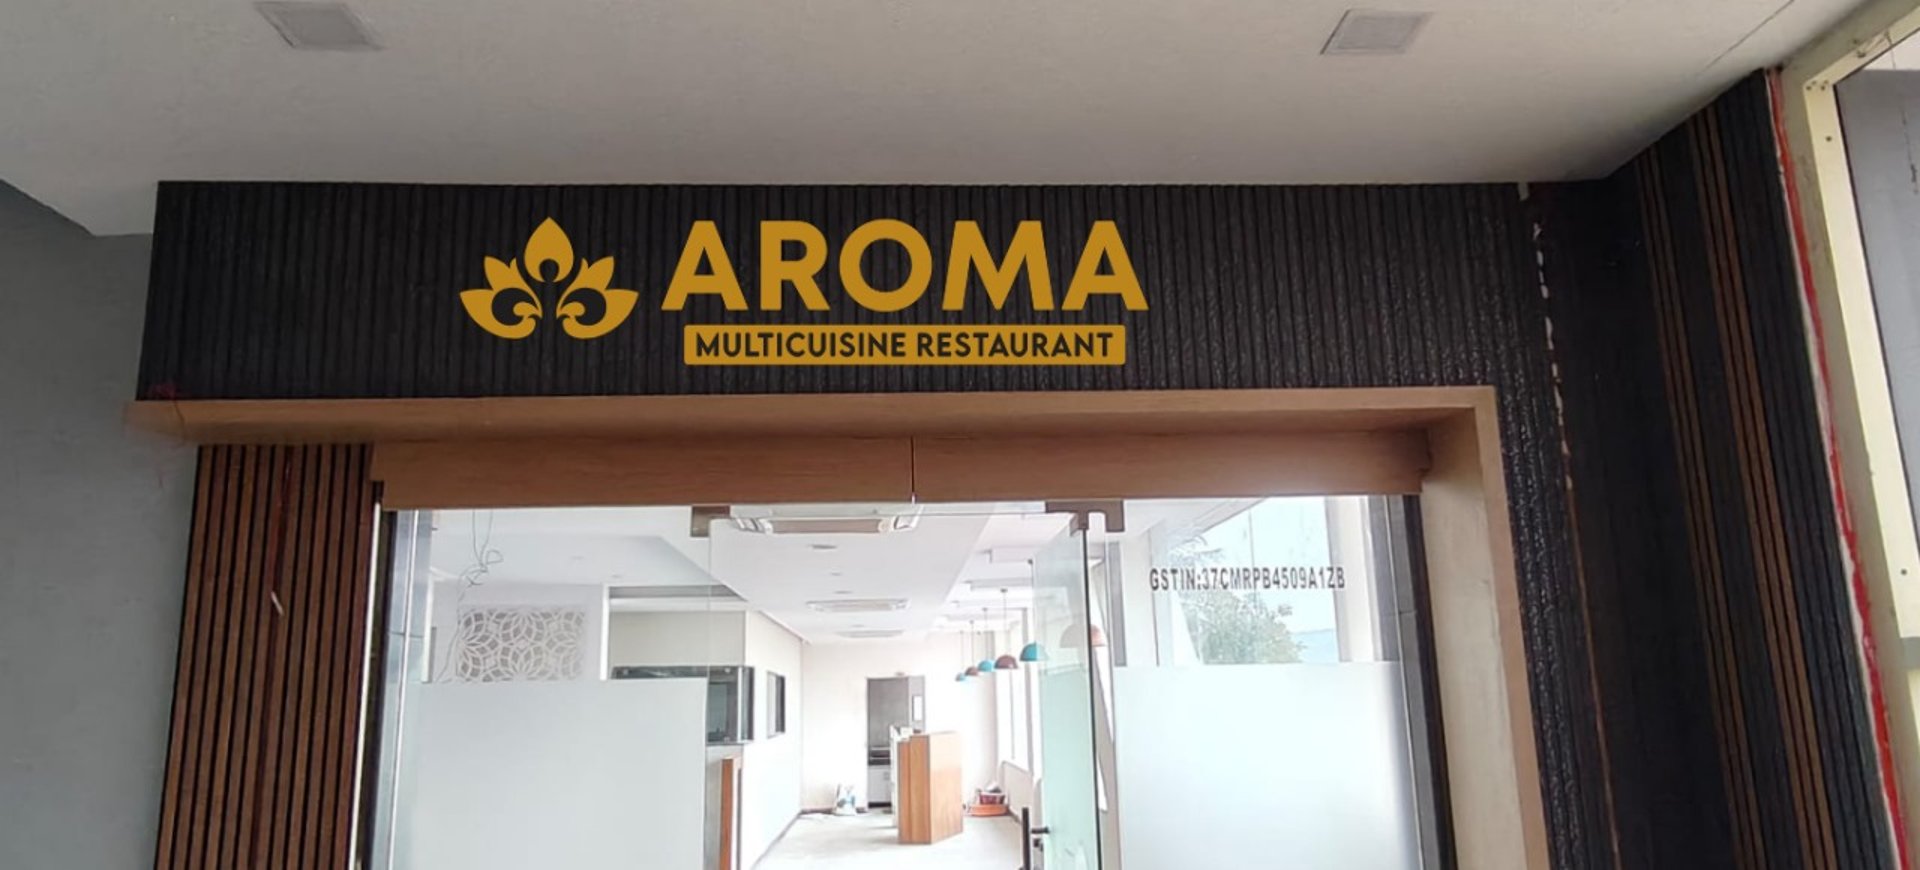 AROMA
MULTICUISINE RESTAURANT
GSTIN:37CMRPB4509A1ZB